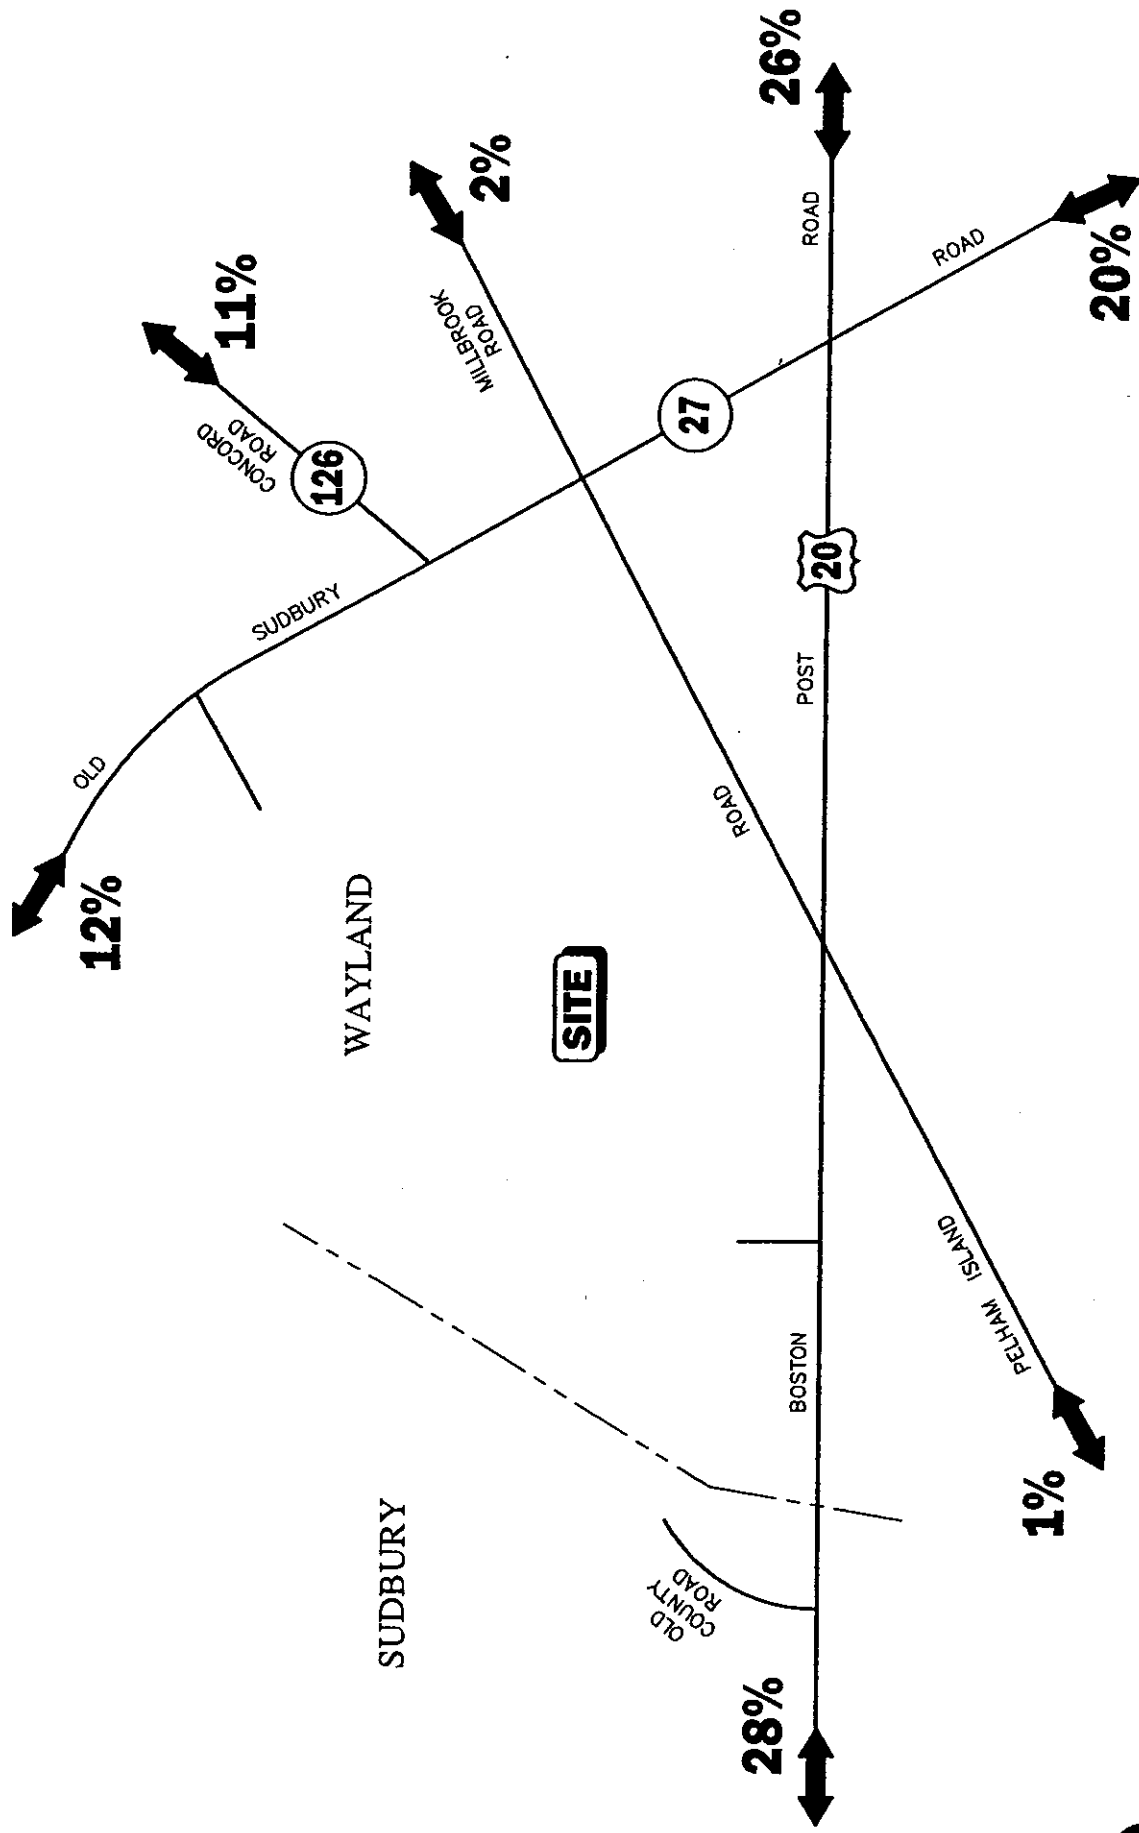 12%
OLD
11%
CONCORD
ROAD
126
SUDBURY
2%
MILLBROOK
ROAD
27
WAYLAND
SITE
SUDBURY
ROAD
26%
ROAD
20
POST
BOSTON
OLD
COUNTY
ROAD
28%
PELHAM ISLAND
1%
ROAD
20%